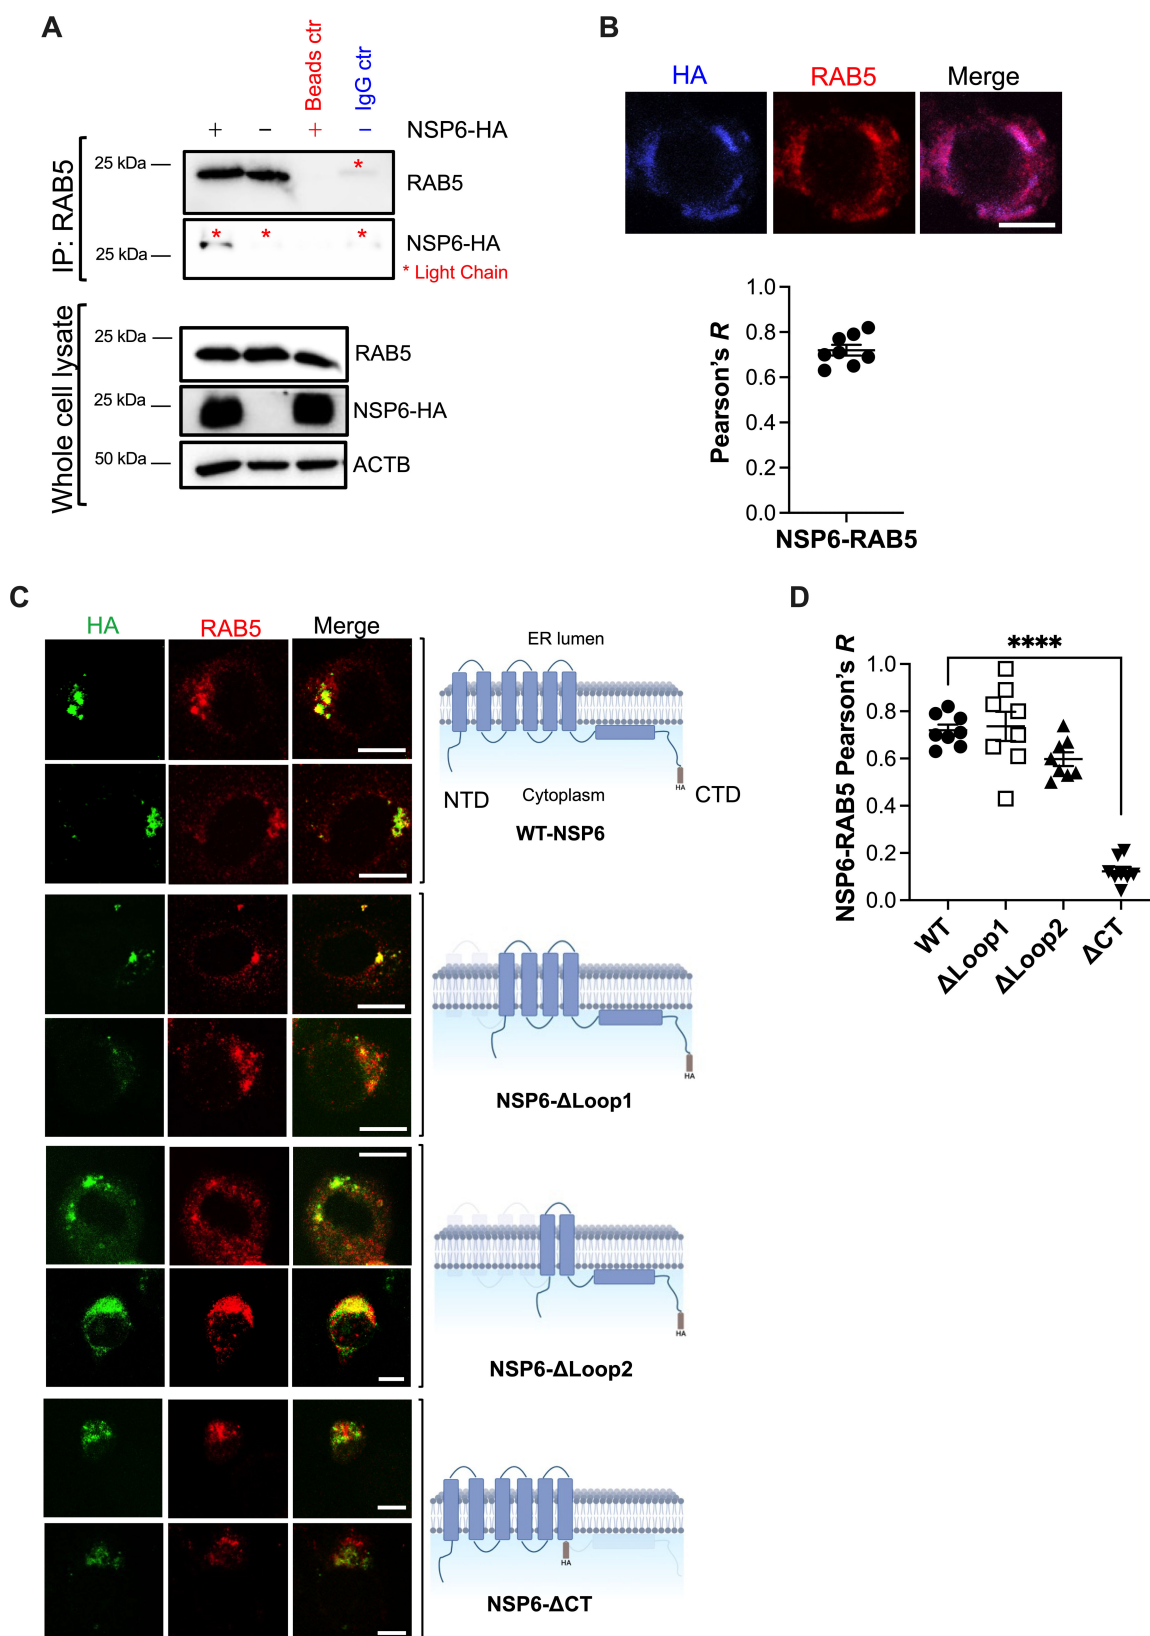 A
Beads ctr
IgG ctr
+ − + − NSP6-HA
IP: RAB5
25 kDa
*
RAB5
* * *
NSP6-HA
25 kDa
* Light Chain
Whole cell lysate
25 kDa
RAB5
25 kDa
NSP6-HA
50 kDa
ACTB
B
HA RAB5 Merge
Pearson's R
1.0
0.8
0.6
0.4
0.2
0.0
NSP6-RAB5
C
HA RAB5 Merge
ER lumen
HA
NTD Cytoplasm CTD
WT-NSP6
HA
NSP6-ΔLoop1
HA
NSP6-ΔLoop2
HA
NSP6-ΔCT
D
****
NSP6-RAB5 Pearson's R
1.0
0.8
0.6
0.4
0.2
0.0
WT
ΔLoop1
ΔLoop2
ΔCT